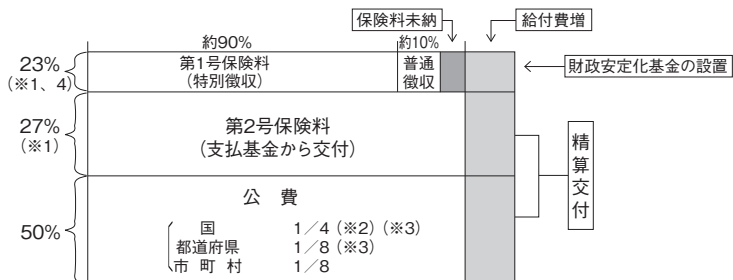 保険料未納
給付費増
約90%
約10%
23%
(※1、4)
第1号保険料
(特別徴収)
普通
徴収
財政安定化基金の設置
27%
(※1)
第2号保険料
(支払基金から交付)
精算交付
50%
公 費
国 1/4(※2)(※3)
都道府県 1/8(※3)
市 町 村 1/8